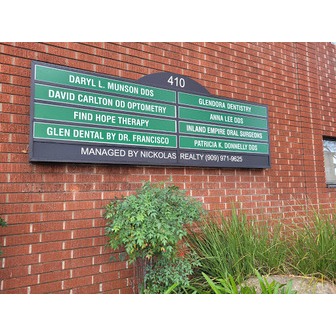 410
DARYL L. MUNSON DDS
DAVID CARLTON OD OPTOMETRY
FIND HOPE THERAPY
GLEN DENTAL BY DR. FRANCISCO
GLENDORA DENTISTRY
ANNA LEE DDS
INLAND EMPIRE ORAL SURGEONS
PATRICIA K. DONNELLY DDS
MANAGED BY NICKOLAS REALTY (909) 971-9625